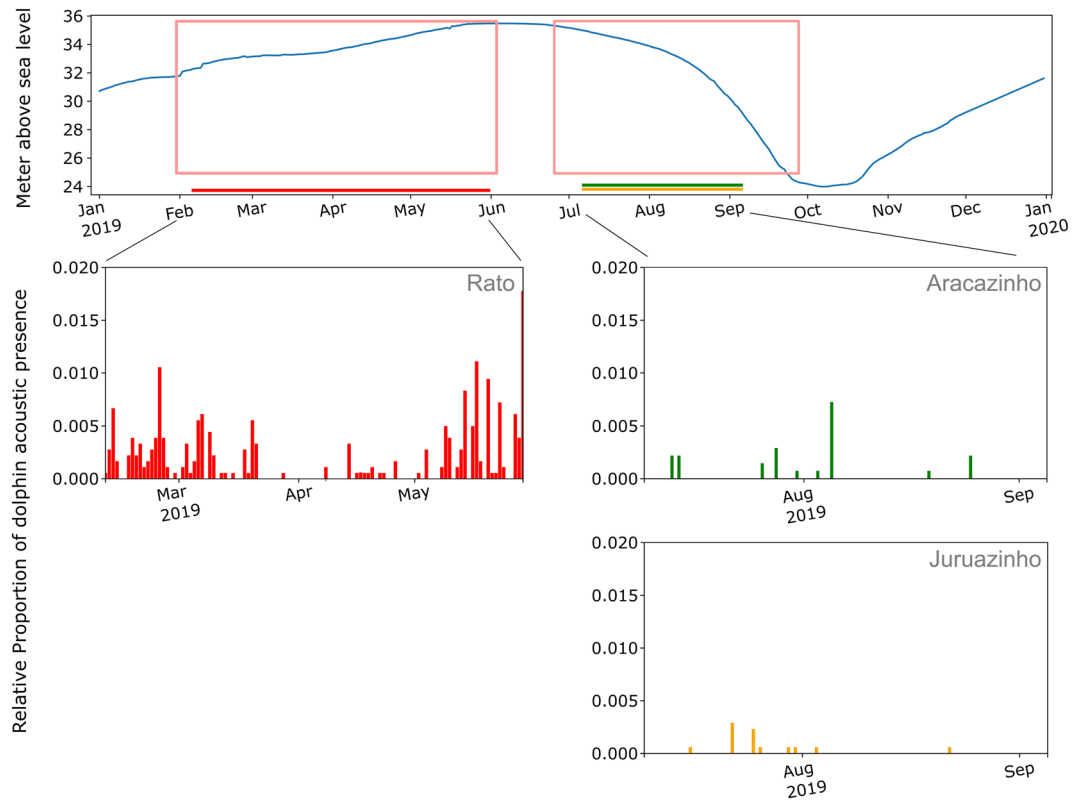 Meter above sea level
36
34
32
30
28
26
24
Jan Feb Mar Apr May Jun Jul Aug Sep Oct Nov Dec Jan
2019 2020
Relative Proportion of dolphin acoustic presence
Rato
0.020
0.015
0.010
0.005
0.000
Mar Apr May
2019
Aracazinho
0.020
0.015
0.010
0.005
0.000
Aug Sep
2019
Juruazinho
0.020
0.015
0.010
0.005
0.000
Aug Sep
2019